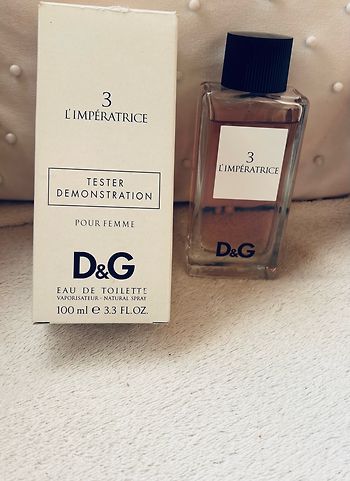 3
L'IMPÉRATRICE
TESTER
DEMONSTRATION
POUR FEMME
D&G
EAU DE TOILETTE
VAPORISATEUR - NATURAL SPRAY
100 ml e 3.3 FL.OZ.
3
L'IMPÉRATRICE
D&G